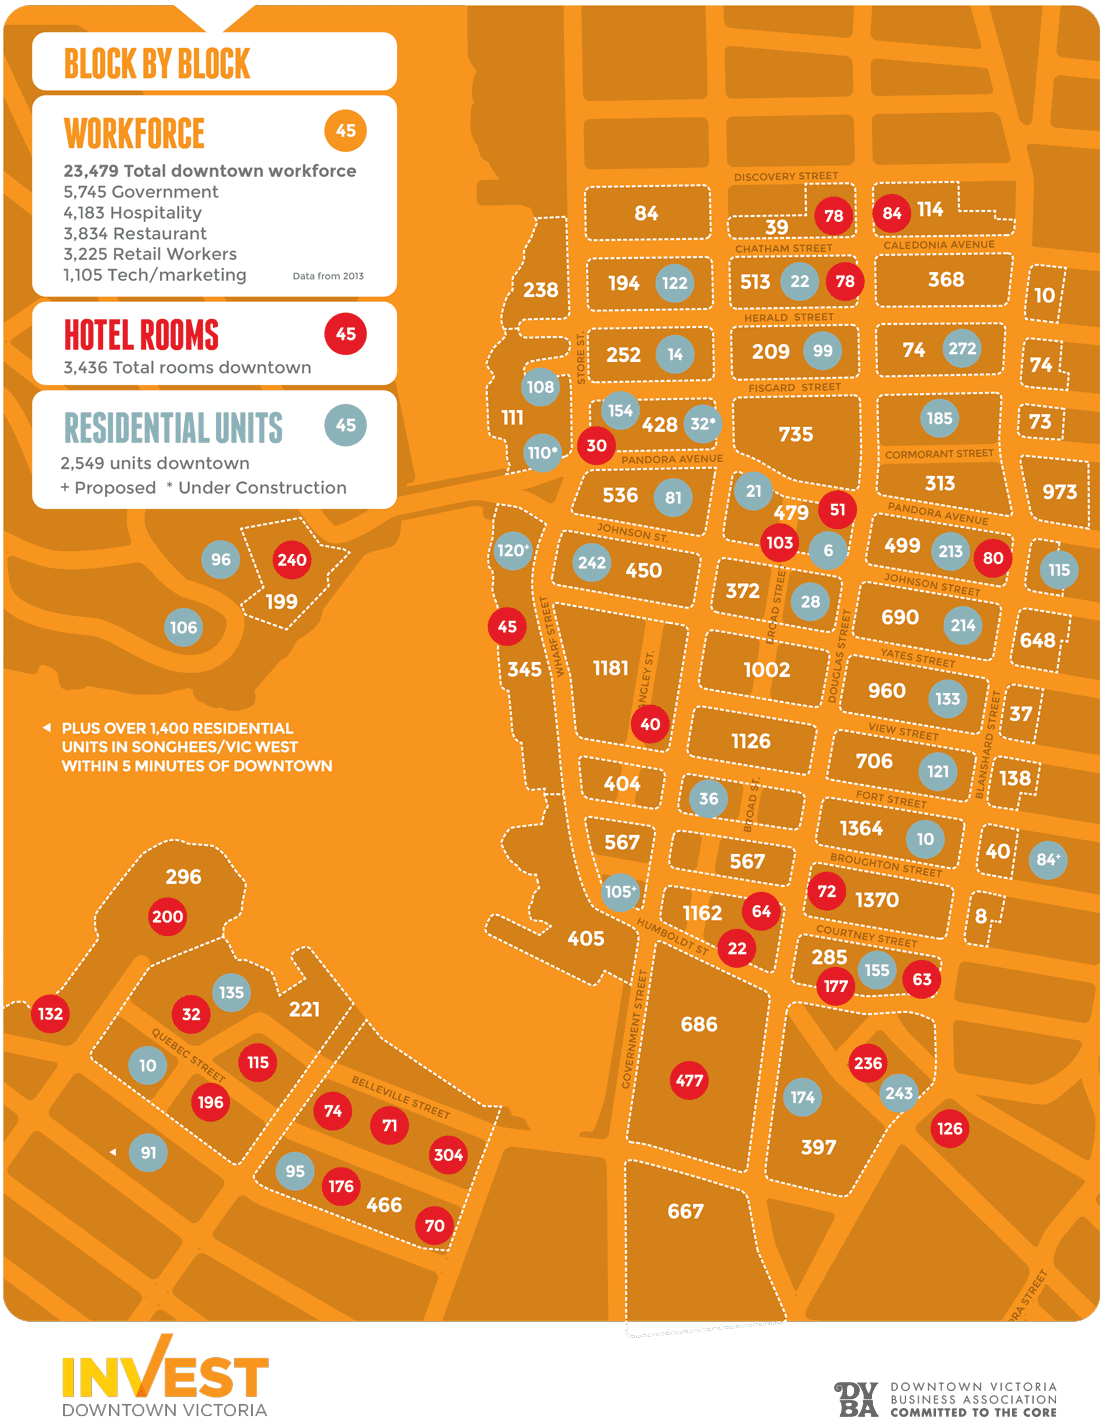 BLOCK BY BLOCK
WORKFORCE 45
23,479 Total downtown workforce
5,745 Government
4,183 Hospitality
3,834 Restaurant
3,225 Retail Workers
1,105 Tech/marketing
Data from 2013
HOTEL ROOMS 45
3,436 Total rooms downtown
RESIDENTIAL UNITS 45
2,549 units downtown
+ Proposed * Under Construction
DISCOVERY STREET
84
39
78
84
114
CHATHAM STREET
CALEDONIA AVENUE
238
194
122
513
22
78
368
10
HERALD STREET
STORE ST.
252
14
209
99
74
272
74
FISGARD STREET
108
111
110*
154
428
32*
30
735
185
73
PANDORA AVENUE
CORMORANT STREET
536
81
21
479
51
313
973
PANDORA AVENUE
JOHNSON ST.
103
6
499
213
80
120+
242
450
115
JOHNSON STREET
96
240
199
106
372
28
BROAD STREET
DOUGLAS STREET
690
214
648
YATES STREET
45
345
WHARF STREET
1181
LANGLEY ST.
40
1002
960
133
37
VIEW STREET
BLANSHARD STREET
◄ PLUS OVER 1,400 RESIDENTIAL
UNITS IN SONGHEES/VIC WEST
WITHIN 5 MINUTES OF DOWNTOWN
1126
706
121
138
FORT STREET
404
36
BROAD ST.
1364
10
40
84+
BROUGHTON STREET
567
567
72
1370
8
105+
1162
64
22
HUMBOLDT ST
COURTNEY STREET
405
285
155
177
63
296
200
132
135
32
221
QUEBEC STREET
10
115
196
91
BELLEVILLE STREET
74
71
304
95
176
466
70
GOVERNMENT STREET
686
477
236
243
174
397
126
667
RA STREET
INVEST
DOWNTOWN VICTORIA
DVBA
DOWNTOWN VICTORIA
BUSINESS ASSOCIATION
COMMITTED TO THE CORE